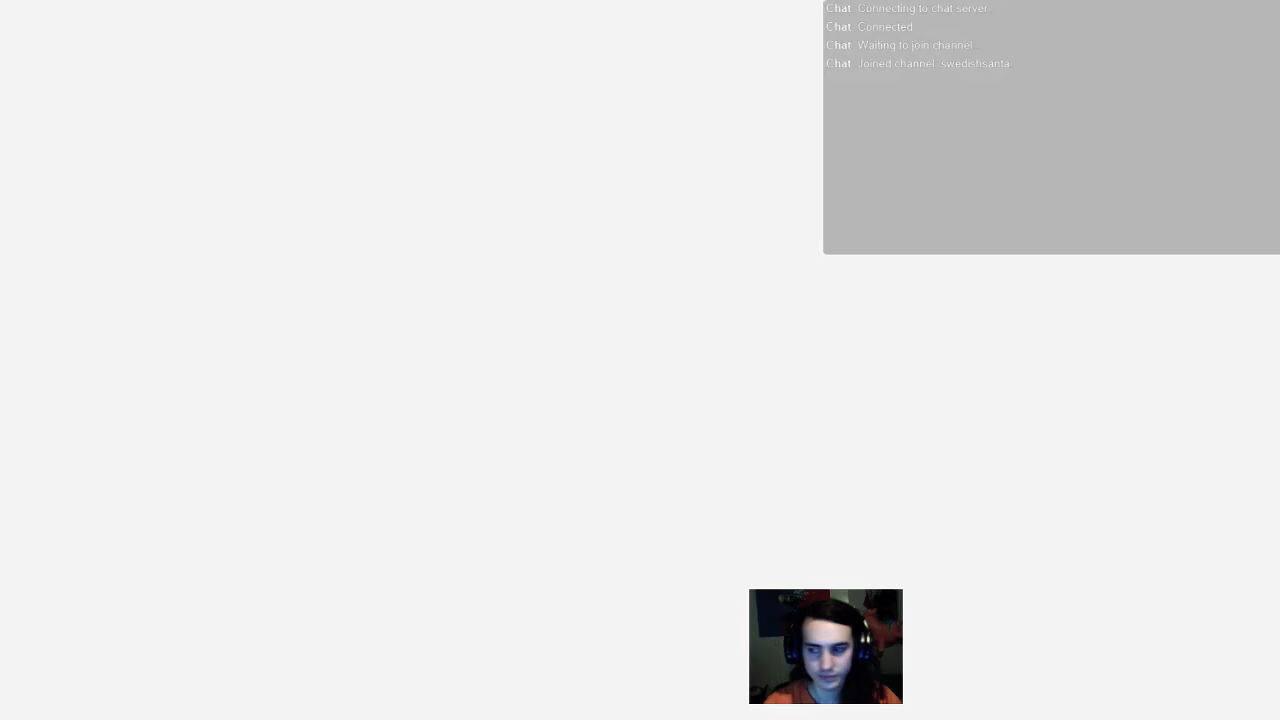 Chat Connecting to chat server
Chat Connected
Chat Waiting to join channel...
Chat Joined channel: swedishsanta